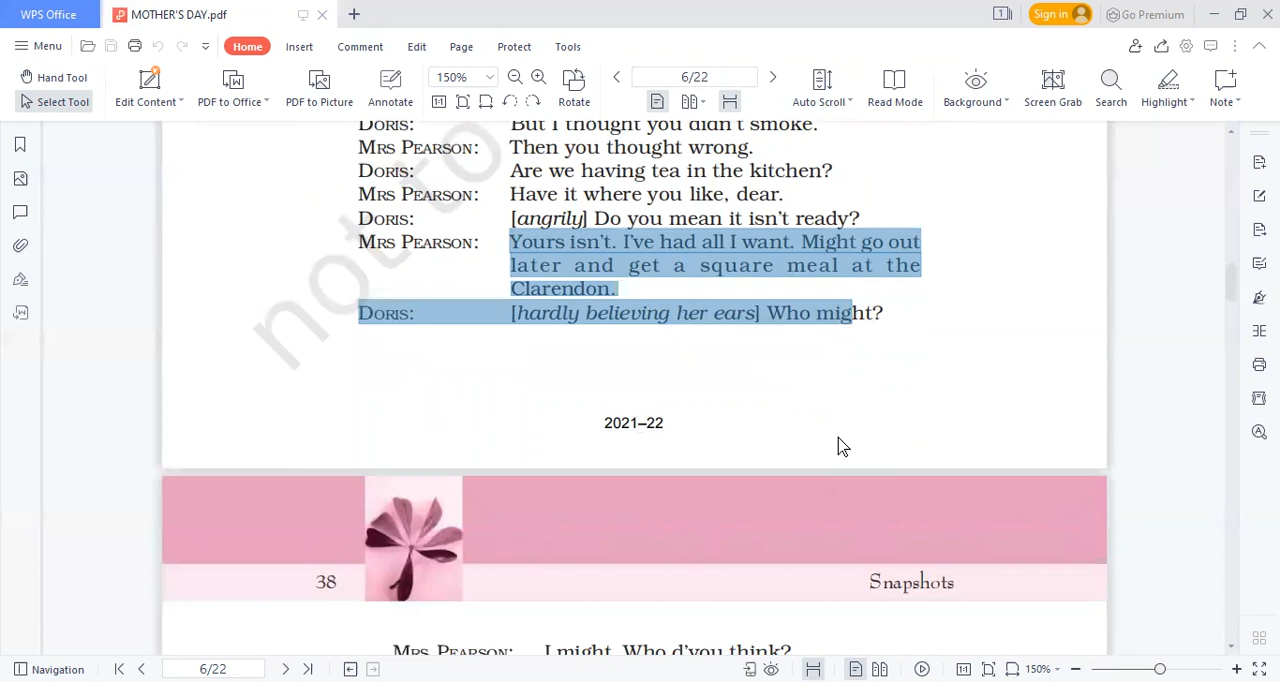 WPS Office
MOTHER'S DAY.pdf
Sign in
Go Premium
Menu
Home
Insert
Comment
Edit
Page
Protect
Tools
Hand Tool
Select Tool
Edit Content
PDF to Office
PDF to Picture
Annotate
150%
Rotate
6/22
Auto Scroll
Read Mode
Background
Screen Grab
Search
Highlight
Note
DORIS: But I thought you didn't smoke.
MRS PEARSON: Then you thought wrong.
DORIS: Are we having tea in the kitchen?
MRS PEARSON: Have it where you like, dear.
DORIS: [angrily] Do you mean it isn't ready?
MRS PEARSON: Yours isn't. I've had all I want. Might go out
later and get a square meal at the
Clarendon.
DORIS: [hardly believing her ears] Who might?
not to
2021–22
38
Snapshots
MRS PEARSON: I might. Who d'you think?
Navigation
6/22
150%